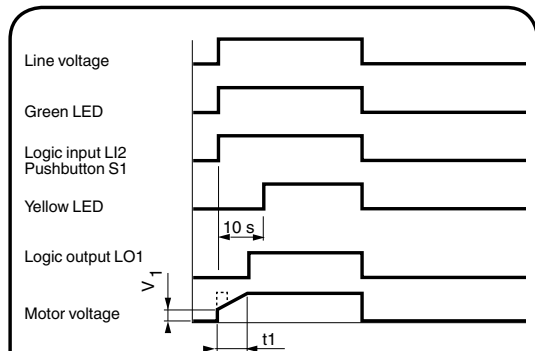 Line voltage
Green LED
Logic input LI2
Pushbutton S1
Yellow LED
10 s
Logic output LO1
V1
Motor voltage
t1